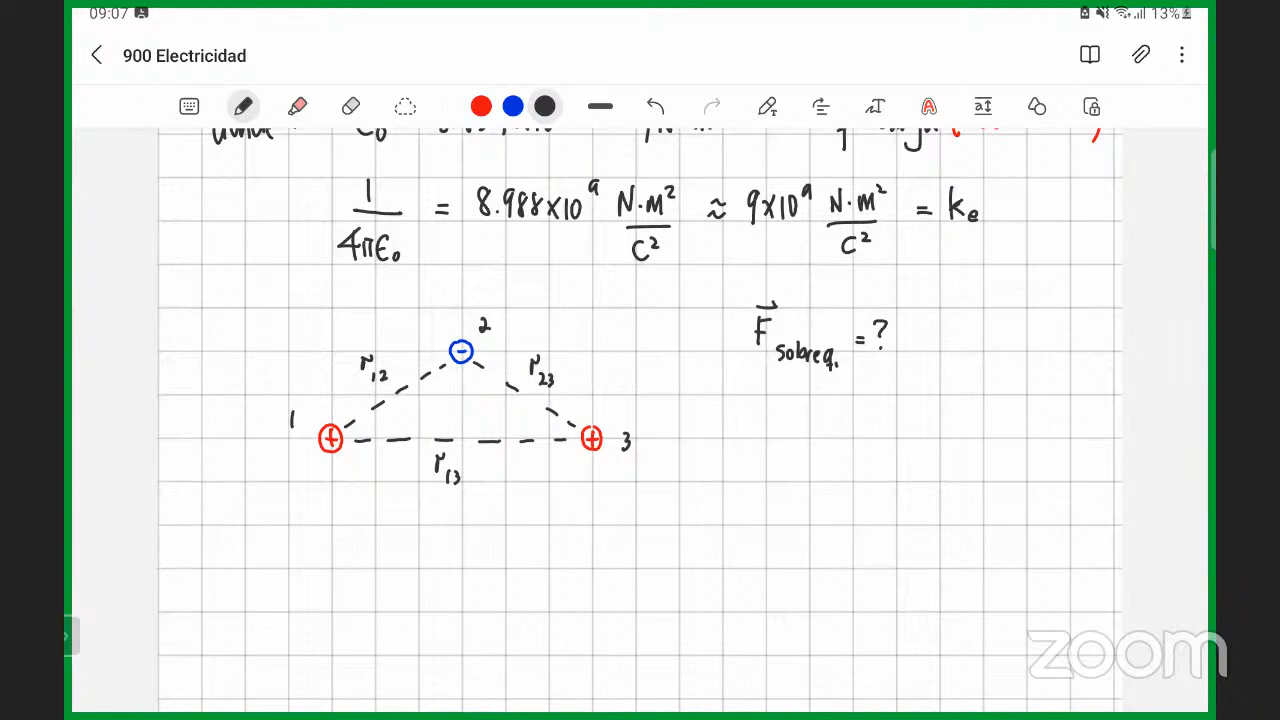 09:07 13%
900 Electricidad
1/4πϵ₀ = 8.988×10⁹ N·m²/C² ≈ 9×10⁹ N·m²/C² = kₑ
F⃗ sobre q₁ = ?
2
r₁₂ r₂₃
1 + − + 3
r₁₃
zoom